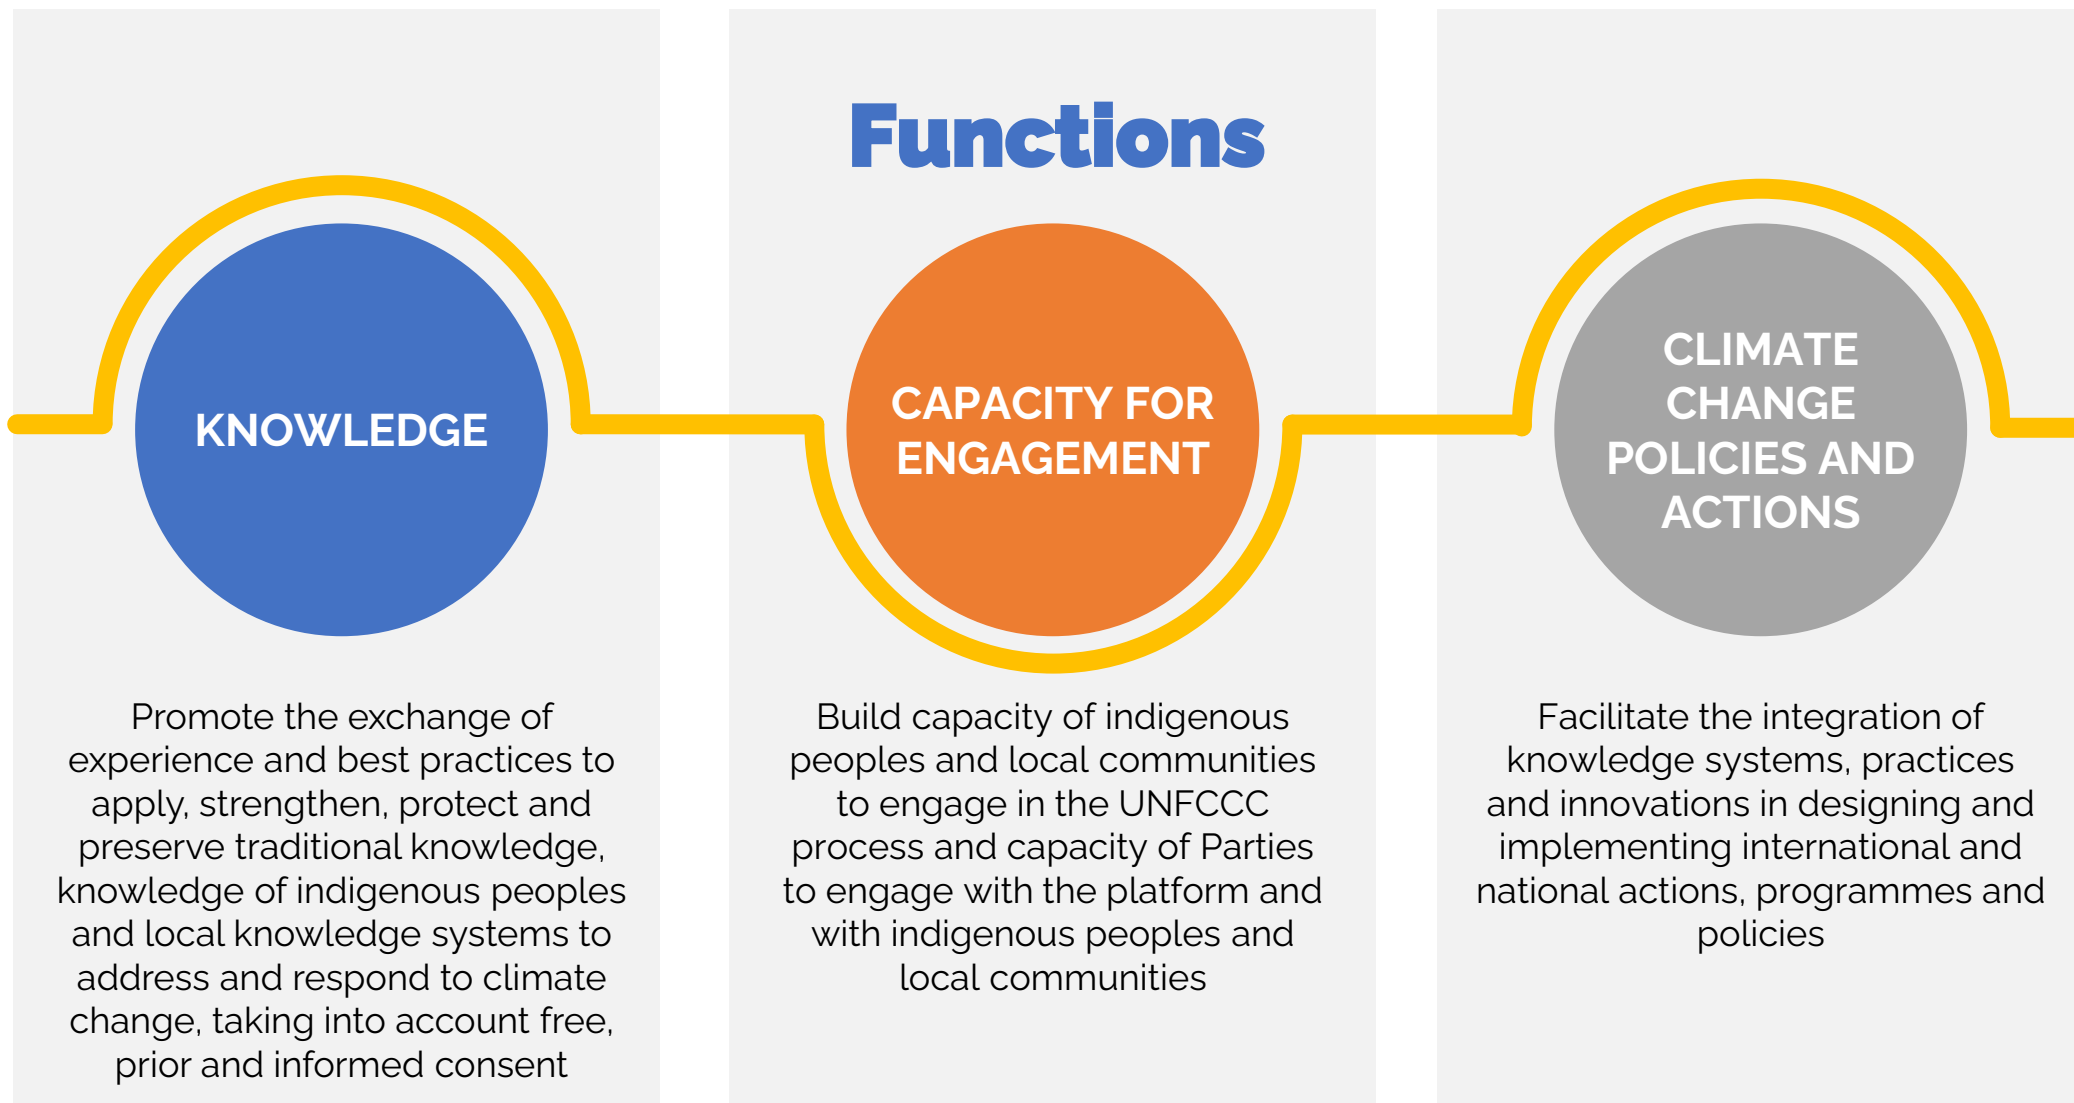 Functions
KNOWLEDGE
Promote the exchange of
experience and best practices to
apply, strengthen, protect and
preserve traditional knowledge,
knowledge of indigenous peoples
and local knowledge systems to
address and respond to climate
change, taking into account free,
prior and informed consent
CAPACITY FOR
ENGAGEMENT
Build capacity of indigenous
peoples and local communities
to engage in the UNFCCC
process and capacity of Parties
to engage with the platform and
with indigenous peoples and
local communities
CLIMATE
CHANGE
POLICIES AND
ACTIONS
Facilitate the integration of
knowledge systems, practices
and innovations in designing and
implementing international and
national actions, programmes and
policies